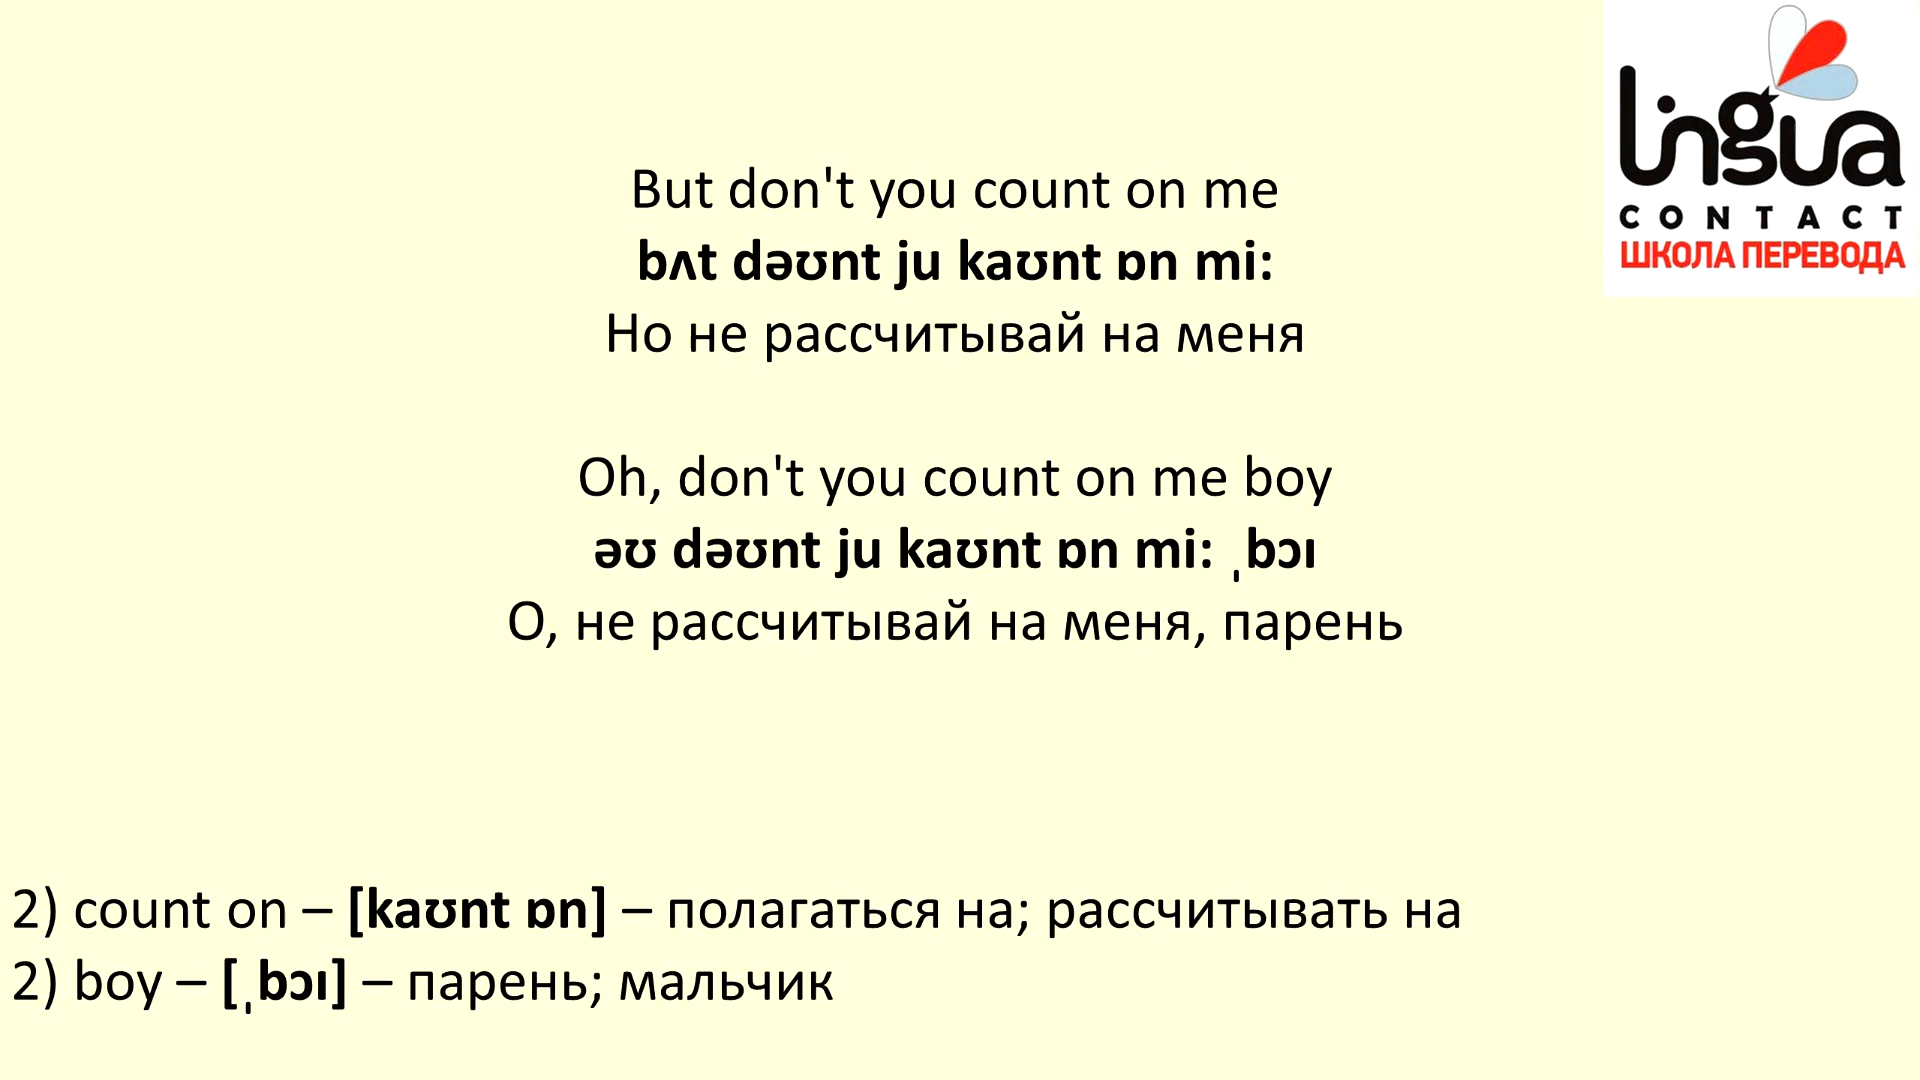 Lingua
CONTACT
ШКОЛА ПЕРЕВОДА
But don't you count on me
bʌt dəʊnt ju kaʊnt ɒn mi:
Но не рассчитывай на меня
Oh, don't you count on me boy
əʊ dəʊnt ju kaʊnt ɒn mi: ˌbɔɪ
О, не рассчитывай на меня, парень
2) count on – [kaʊnt ɒn] – полагаться на; рассчитывать на
2) boy – [ˌbɔɪ] – парень; мальчик